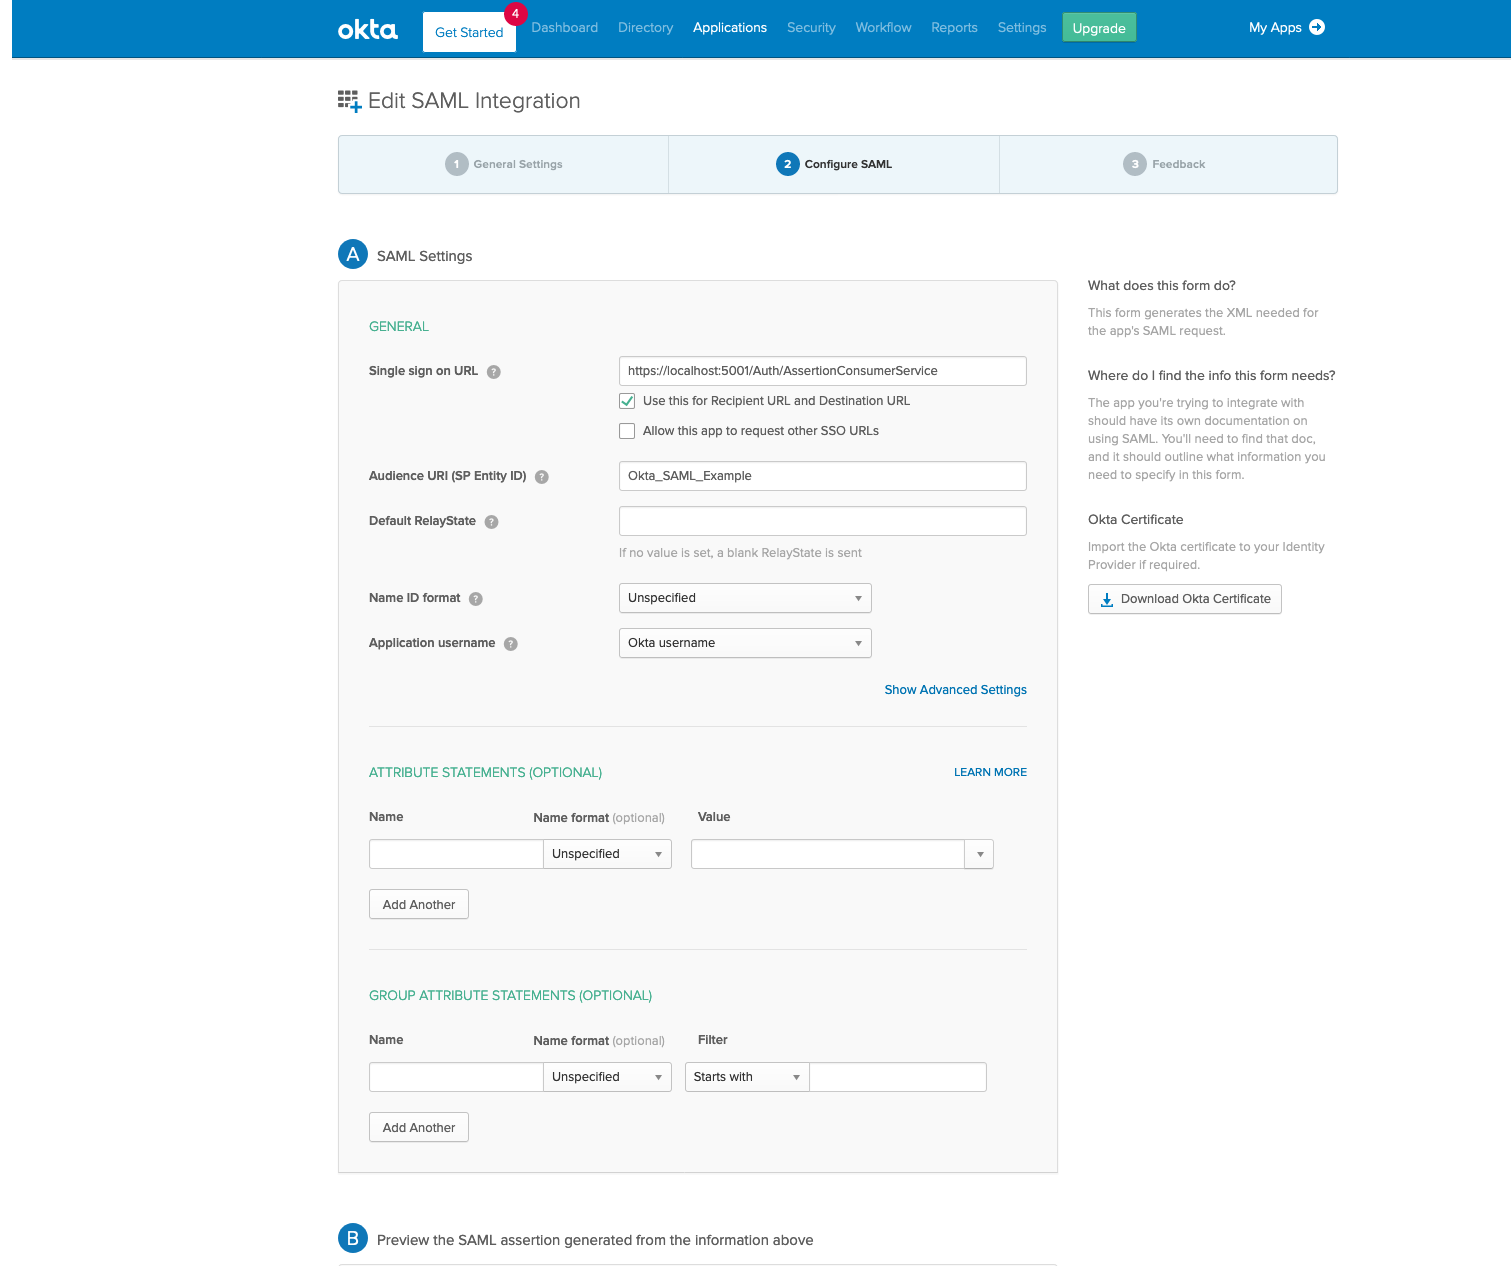 okta
Get Started
4
Dashboard
Directory
Applications
Security
Workflow
Reports
Settings
Upgrade
My Apps
Edit SAML Integration
1 General Settings
2 Configure SAML
3 Feedback
A SAML Settings
GENERAL
Single sign on URL ?
https://localhost:5001/Auth/AssertionConsumerService
Use this for Recipient URL and Destination URL
Allow this app to request other SSO URLs
Audience URI (SP Entity ID) ?
Okta_SAML_Example
Default RelayState ?
If no value is set, a blank RelayState is sent
Name ID format ?
Unspecified
Application username ?
Okta username
Show Advanced Settings
ATTRIBUTE STATEMENTS (OPTIONAL)
LEARN MORE
Name
Name format (optional)
Value
Unspecified
Add Another
GROUP ATTRIBUTE STATEMENTS (OPTIONAL)
Name
Name format (optional)
Filter
Unspecified
Starts with
Add Another
What does this form do?
This form generates the XML needed for
the app's SAML request.
Where do I find the info this form needs?
The app you're trying to integrate with
should have its own documentation on
using SAML. You'll need to find that doc,
and it should outline what information you
need to specify in this form.
Okta Certificate
Import the Okta certificate to your Identity
Provider if required.
Download Okta Certificate
B Preview the SAML assertion generated from the information above